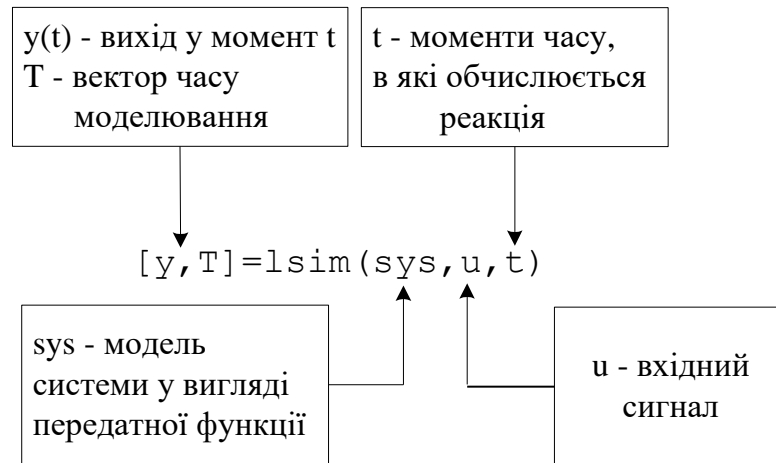 y(t) - вихід у момент t
T - вектор часу
моделювання
t - моменти часу,
в які обчислюється
реакція
[y,T]=lsim(sys,u,t)
sys - модель
системи у вигляді
передатної функції
u - вхідний
сигнал